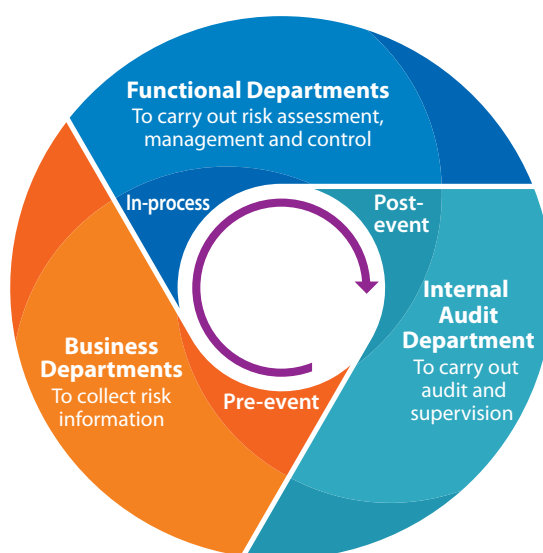 Functional Departments
To carry out risk assessment,
management and control
In-process
Post-
event
Internal
Audit
Department
To carry out
audit and
supervision
Business
Departments
To collect risk
information
Pre-event